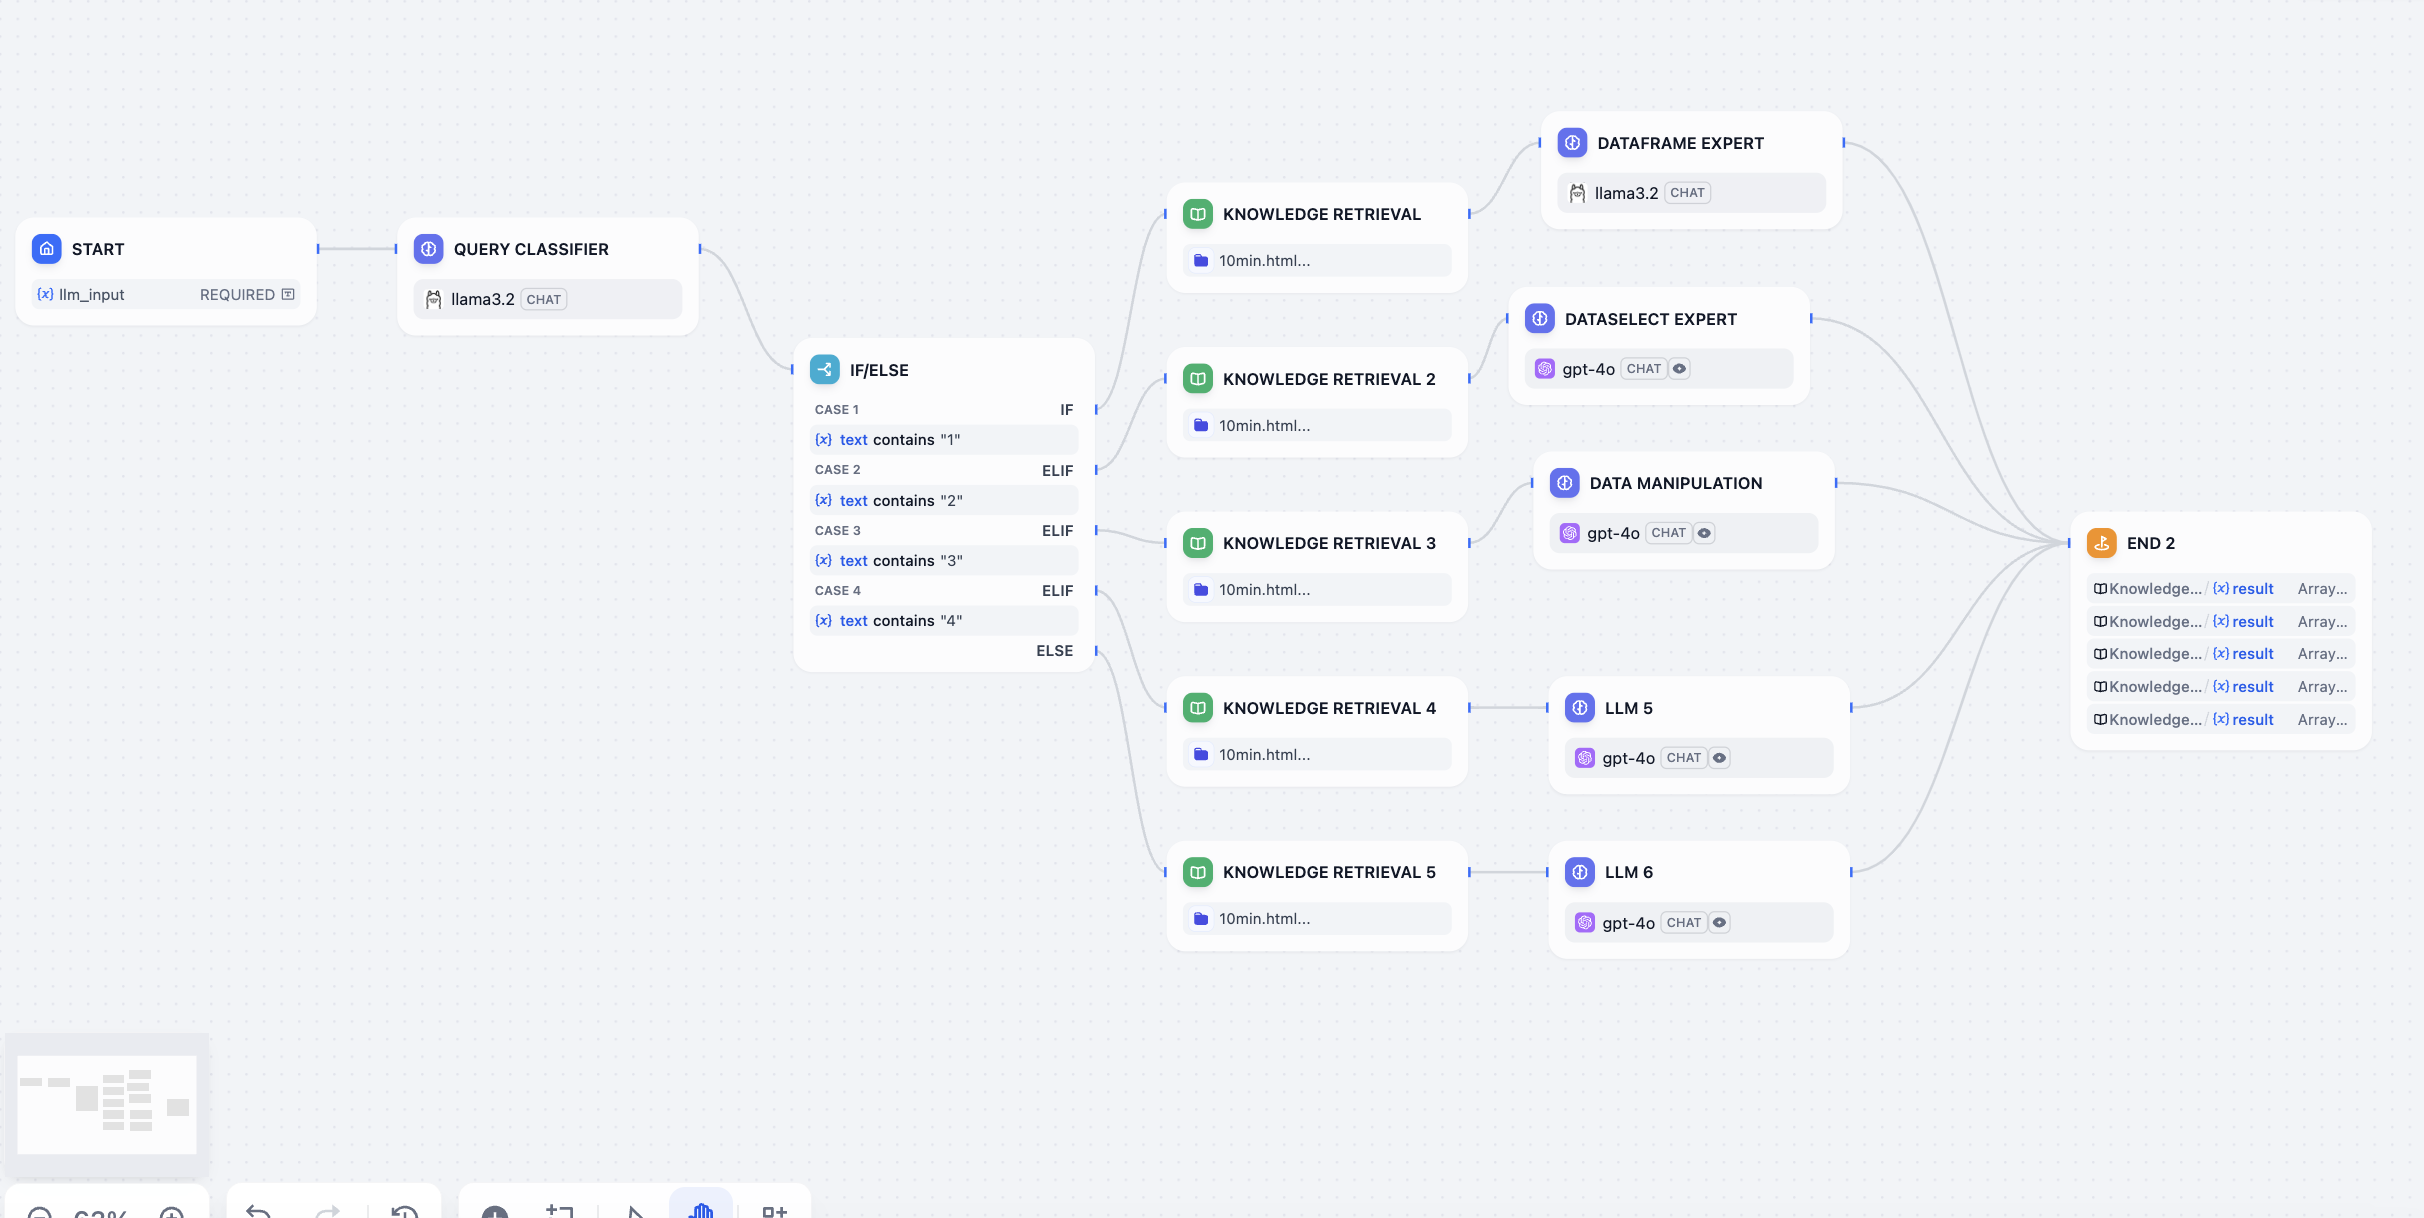 START
{x} llm_input REQUIRED
QUERY CLASSIFIER
llama3.2 CHAT
IF/ELSE
CASE 1 IF
{x} text contains "1"
CASE 2 ELIF
{x} text contains "2"
CASE 3 ELIF
{x} text contains "3"
CASE 4 ELIF
{x} text contains "4"
ELSE
KNOWLEDGE RETRIEVAL
10min.html...
KNOWLEDGE RETRIEVAL 2
10min.html...
KNOWLEDGE RETRIEVAL 3
10min.html...
KNOWLEDGE RETRIEVAL 4
10min.html...
KNOWLEDGE RETRIEVAL 5
10min.html...
DATAFRAME EXPERT
llama3.2 CHAT
DATASELECT EXPERT
gpt-4o CHAT
DATA MANIPULATION
gpt-4o CHAT
LLM 5
gpt-4o CHAT
LLM 6
gpt-4o CHAT
END 2
Knowledge... / {x} result Array...
Knowledge... / {x} result Array...
Knowledge... / {x} result Array...
Knowledge... / {x} result Array...
Knowledge... / {x} result Array...